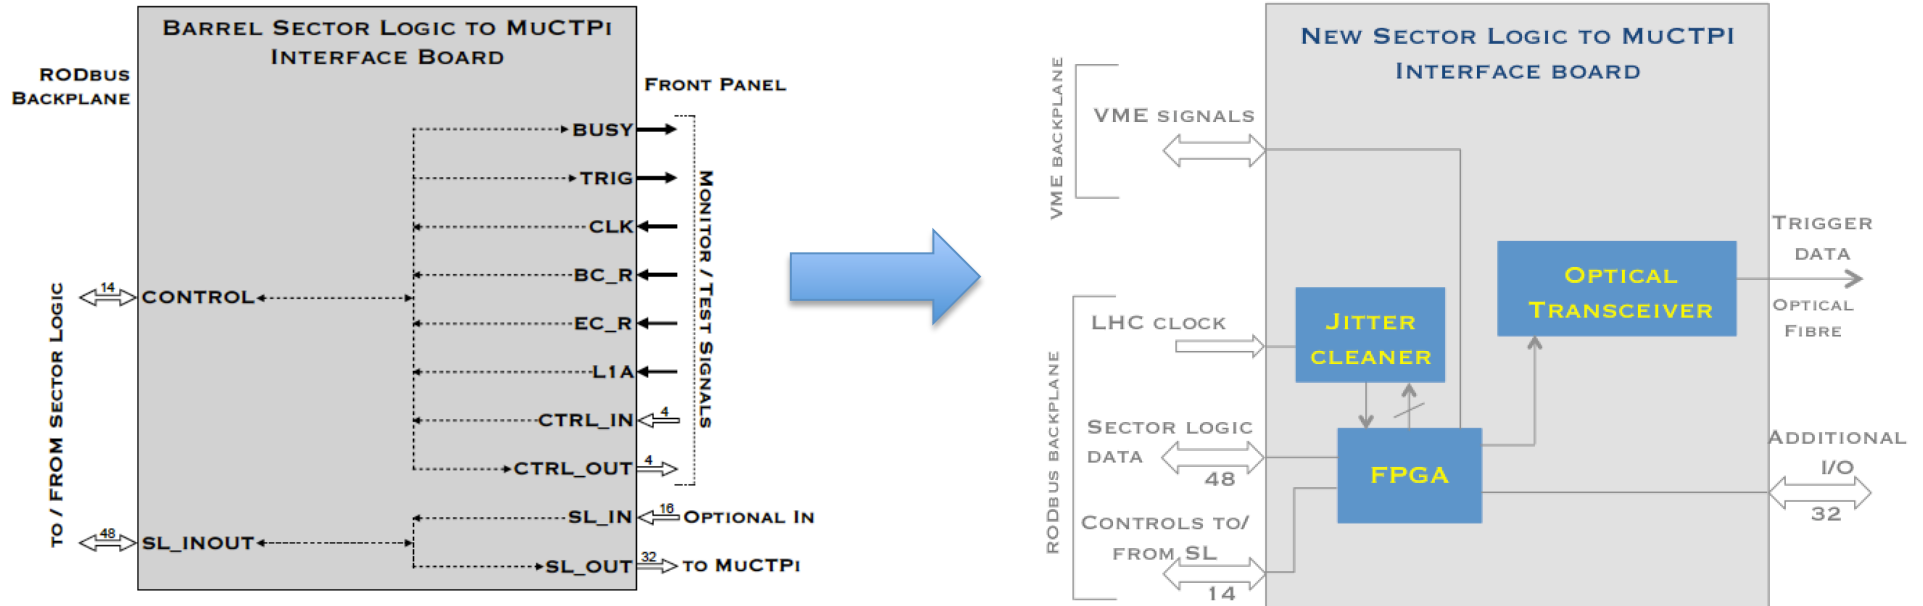 BARREL SECTOR LOGIC TO MUCTPI
INTERFACE BOARD
RODBUS
BACKPLANE
FRONT PANEL
BUSY
TRIG
CLK
BC_R
EC_R
L1A
CTRL_IN
4
CTRL_OUT
4
MONITOR / TEST SIGNALS
14
CONTROL
TO / FROM SECTOR LOGIC
48
SL_INOUT
SL_IN
16
OPTIONAL IN
SL_OUT
32
TO MUCTPI
NEW SECTOR LOGIC TO MUCTPI
INTERFACE BOARD
VME BACKPLANE
VME SIGNALS
RODBUS BACKPLANE
LHC CLOCK
JITTER
CLEANER
OPTICAL
TRANSCEIVER
TRIGGER
DATA
OPTICAL
FIBRE
SECTOR LOGIC
DATA
48
FPGA
ADDITIONAL
I/O
32
CONTROLS TO/
FROM SL
14